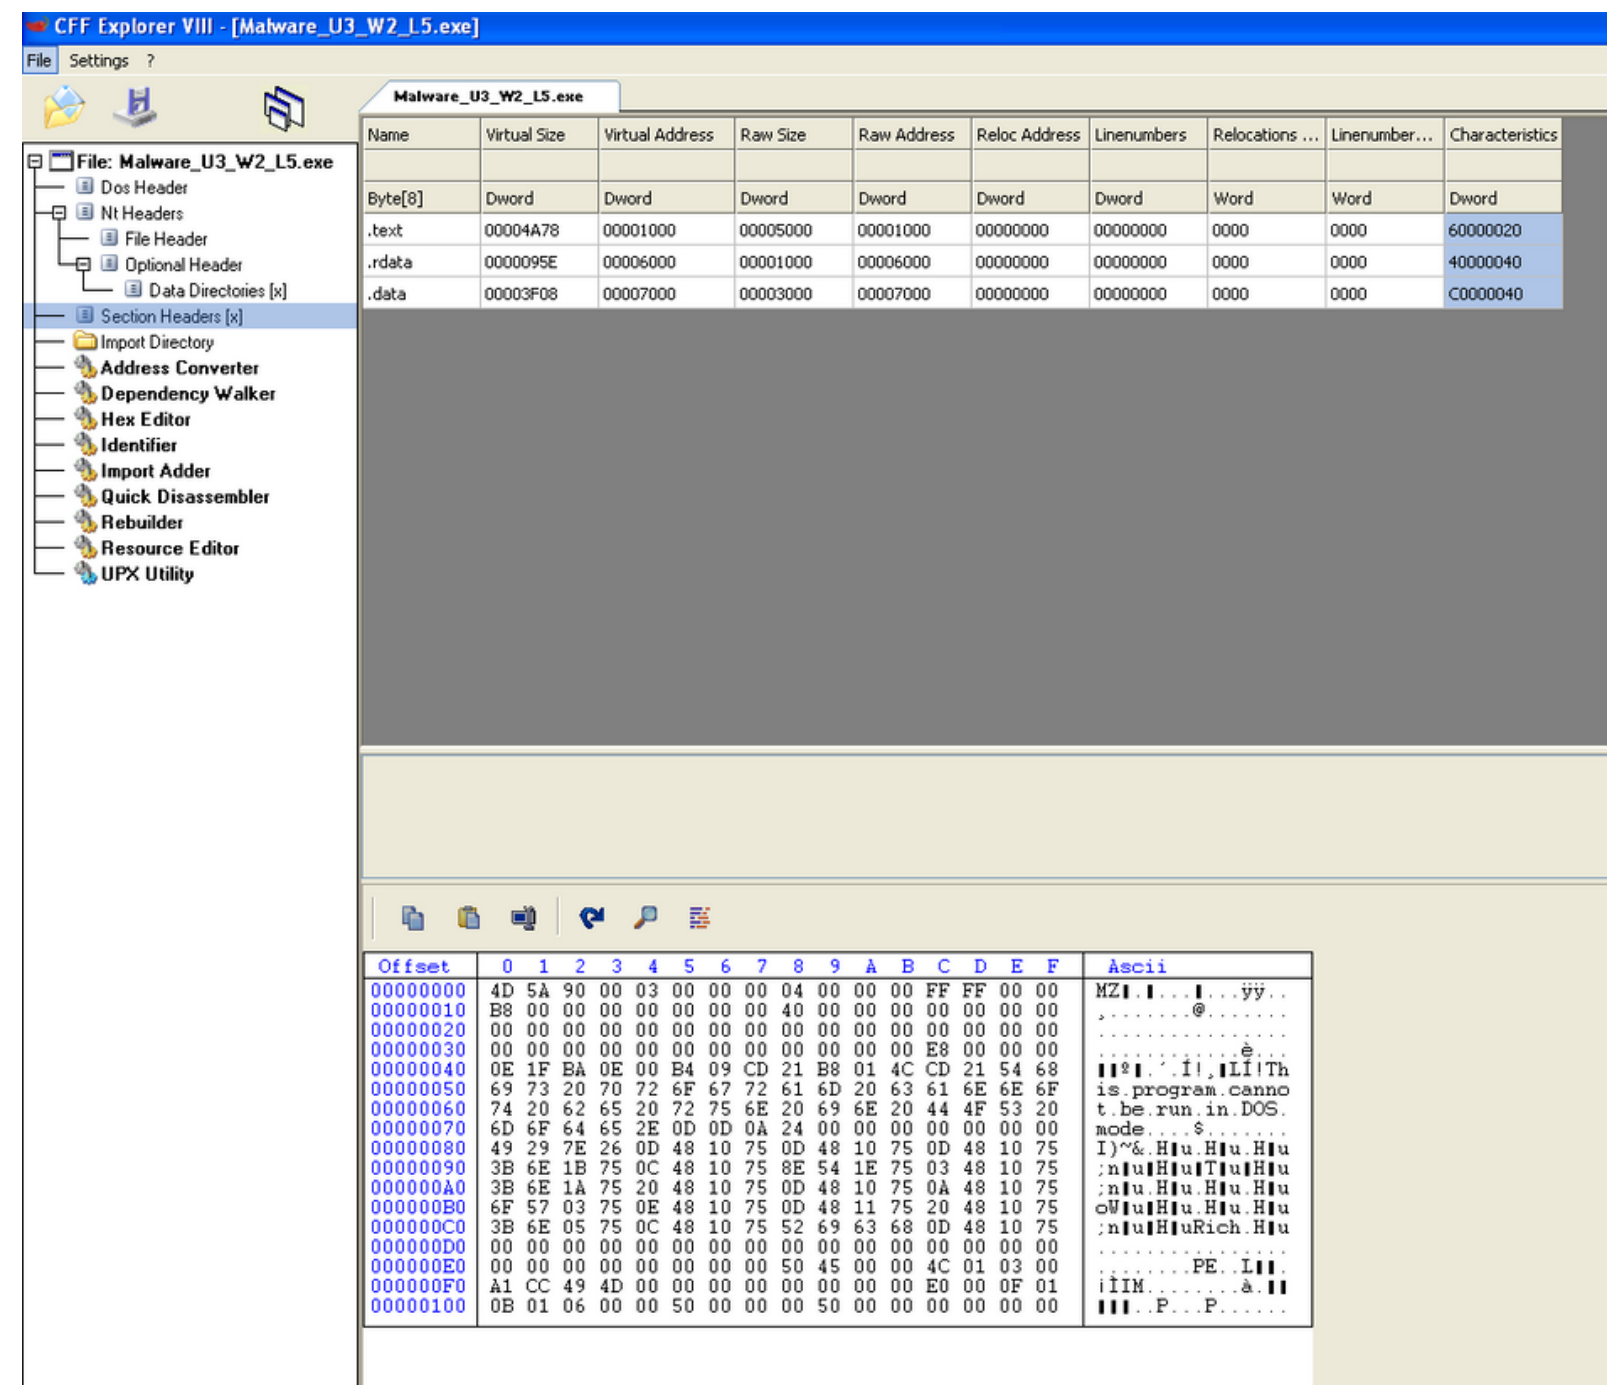 CFF Explorer VIII - [Malware_U3_W2_L5.exe]
File Settings ?
Malware_U3_W2_L5.exe
File: Malware_U3_W2_L5.exe
Dos Header
Nt Headers
File Header
Optional Header
Data Directories [x]
Section Headers [x]
Import Directory
Address Converter
Dependency Walker
Hex Editor
Identifier
Import Adder
Quick Disassembler
Rebuilder
Resource Editor
UPX Utility
Name Virtual Size Virtual Address Raw Size Raw Address Reloc Address Linenumbers Relocations ... Linenumber... Characteristics
Byte[8] Dword Dword Dword Dword Dword Dword Word Word Dword
.text 00004A78 00001000 00005000 00001000 00000000 00000000 0000 0000 60000020
.rdata 0000095E 00006000 00001000 00006000 00000000 00000000 0000 0000 40000040
.data 00003F08 00007000 00003000 00007000 00000000 00000000 0000 0000 C0000040
Offset 0 1 2 3 4 5 6 7 8 9 A B C D E F Ascii
00000000 4D 5A 90 00 03 00 00 00 04 00 00 00 FF FF 00 00 MZ▮.▮...▮...ÿÿ..
00000010 B8 00 00 00 00 00 00 00 40 00 00 00 00 00 00 00 ¸.......@.......
00000020 00 00 00 00 00 00 00 00 00 00 00 00 00 00 00 00 ................
00000030 00 00 00 00 00 00 00 00 00 00 00 00 E8 00 00 00 ............è...
00000040 0E 1F BA 0E 00 B4 09 CD 21 B8 01 4C CD 21 54 68 ▮▮º▮.´.Í!¸▮LÍ!Th
00000050 69 73 20 70 72 6F 67 72 61 6D 20 63 61 6E 6E 6F is.program.canno
00000060 74 20 62 65 20 72 75 6E 20 69 6E 20 44 4F 53 20 t.be.run.in.DOS.
00000070 6D 6F 64 65 2E 0D 0D 0A 24 00 00 00 00 00 00 00 mode....$.......
00000080 49 29 7E 26 0D 48 10 75 0D 48 10 75 0D 48 10 75 I)~&.H▮u.H▮u.H▮u
00000090 3B 6E 1B 75 0C 48 10 75 8E 54 1E 75 03 48 10 75 ;n▮u▮H▮u▮T▮u▮H▮u
000000A0 3B 6E 1A 75 20 48 10 75 0D 48 10 75 0A 48 10 75 ;n▮u.H▮u.H▮u.H▮u
000000B0 6F 57 03 75 0E 48 10 75 0D 48 11 75 20 48 10 75 oW▮u▮H▮u.H▮u.H▮u
000000C0 3B 6E 05 75 0C 48 10 75 52 69 63 68 0D 48 10 75 ;n▮u▮H▮uRich.H▮u
000000D0 00 00 00 00 00 00 00 00 00 00 00 00 00 00 00 00 ................
000000E0 00 00 00 00 00 00 00 00 50 45 00 00 4C 01 03 00 ........PE..L▮▮.
000000F0 A1 CC 49 4D 00 00 00 00 00 00 00 00 E0 00 0F 01 ¡ÌIM........à.▮▮
00000100 0B 01 06 00 00 50 00 00 00 50 00 00 00 00 00 00 ▮▮▮..P...P......